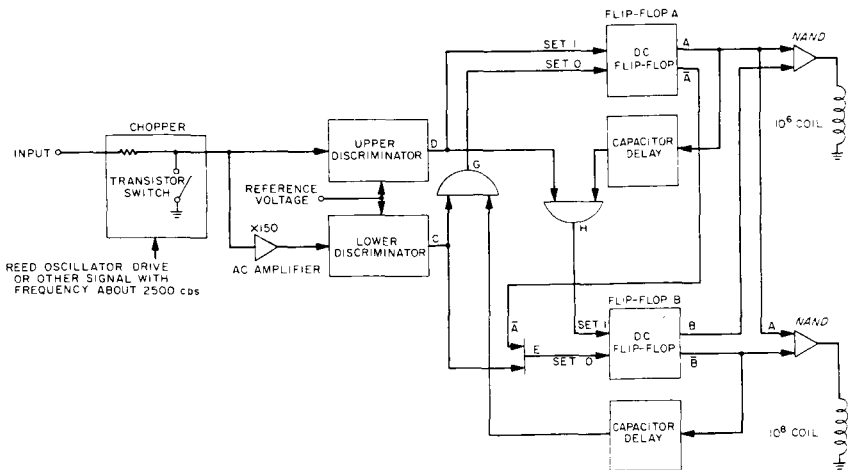 FLIP-FLOP A
NAND
SET 1
A
DC
FLIP-FLOP
SET 0
A̅
10⁶ COIL
CHOPPER
UPPER
DISCRIMINATOR
D
CAPACITOR
DELAY
INPUT
G
TRANSISTOR
SWITCH
REFERENCE
VOLTAGE
H
X150
LOWER
DISCRIMINATOR
C
AC AMPLIFIER
REED OSCILLATOR DRIVE
OR OTHER SIGNAL WITH
FREQUENCY ABOUT 2500 cps
FLIP-FLOP B
NAND
A̅
SET 1
B
A
DC
FLIP-FLOP
E
SET 0
B̅
CAPACITOR
DELAY
10⁸ COIL